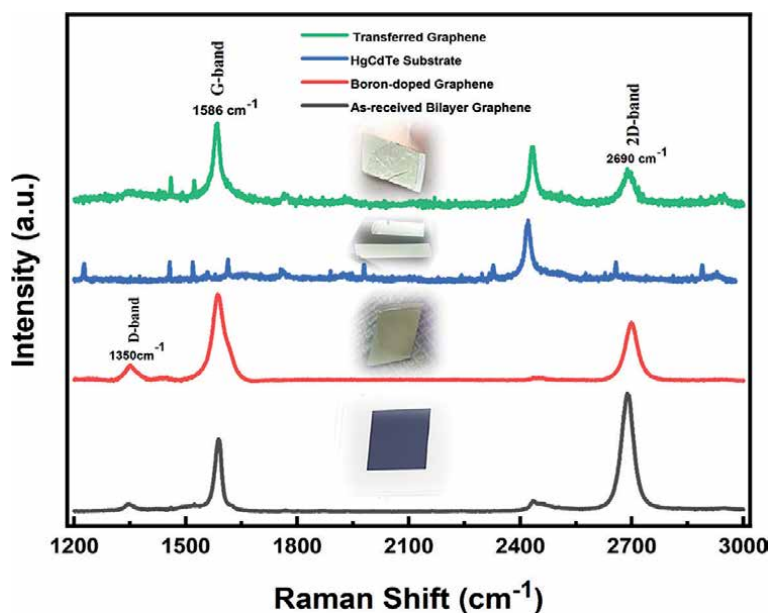 Transferred Graphene
HgCdTe Substrate
Boron-doped Graphene
As-received Bilayer Graphene
G-band
1586 cm⁻¹
2D-band
2690 cm⁻¹
D-band
1350cm⁻¹
Intensity (a.u.)
1200 1500 1800 2100 2400 2700 3000
Raman Shift (cm⁻¹)